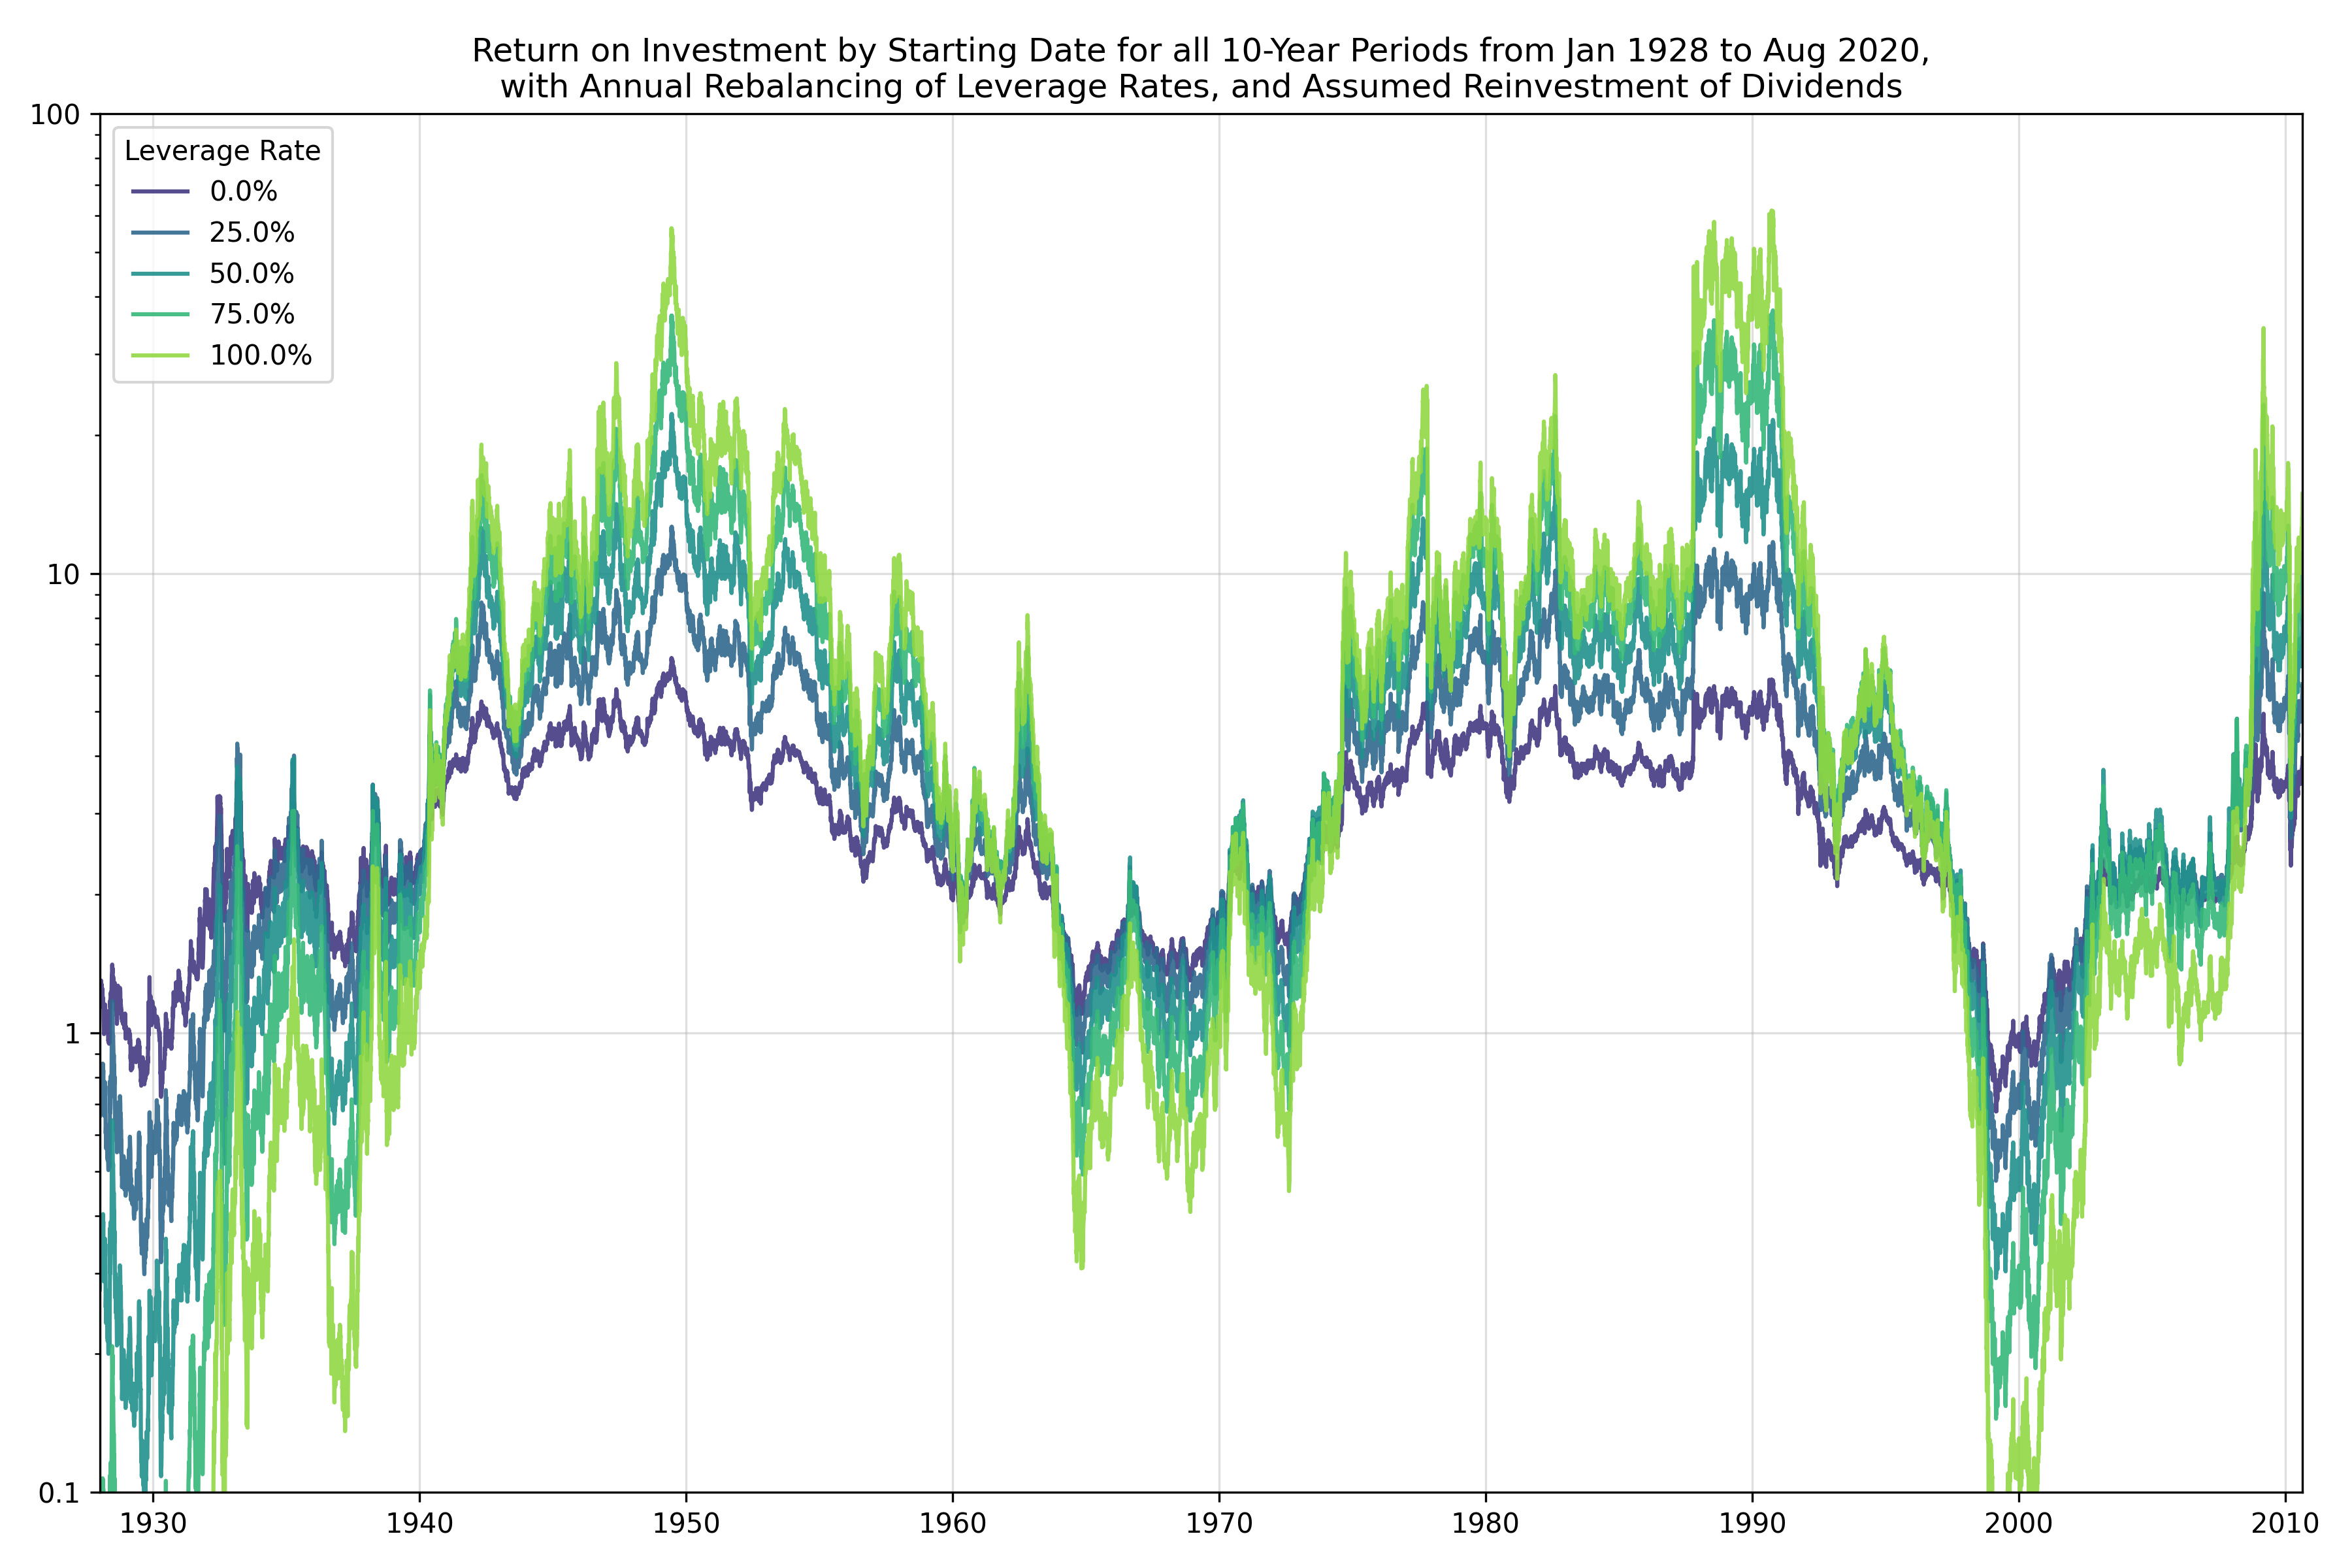 Return on Investment by Starting Date for all 10-Year Periods from Jan 1928 to Aug 2020,
with Annual Rebalancing of Leverage Rates, and Assumed Reinvestment of Dividends
100
Leverage Rate
0.0%
25.0%
50.0%
75.0%
100.0%
10
1
0.1
1930 1940 1950 1960 1970 1980 1990 2000 2010